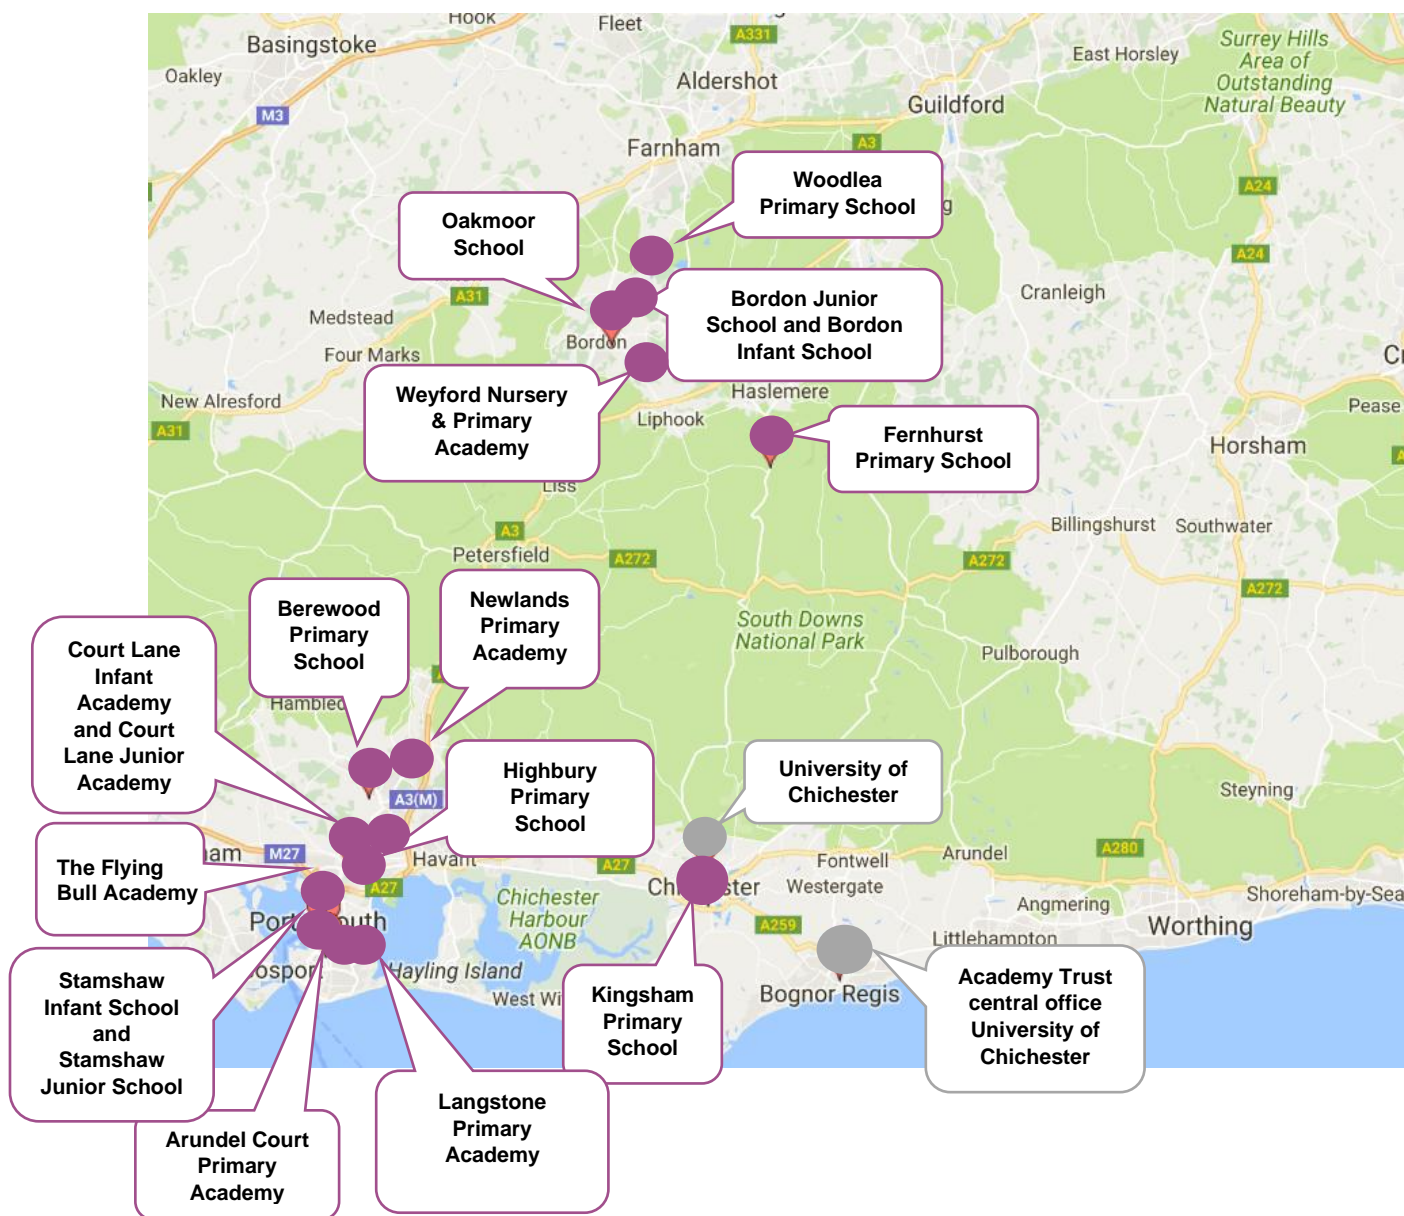 Hook
Fleet
A331
Basingstoke
East Horsley
Surrey Hills
Area of
Outstanding
Natural Beauty
Oakley
Aldershot
Guildford
M3
A3
Farnham
Woodlea
Primary School
A24
Oakmoor
School
A24
A31
Bordon Junior
School and Bordon
Infant School
Cranleigh
Medstead
Bordon
Four Marks
Weyford Nursery
& Primary
Academy
Haslemere
New Alresford
Liphook
Pease
A31
Fernhurst
Primary School
Horsham
Liss
A3
Billingshurst
Southwater
Petersfield
A272
A272
A272
Berewood
Primary
School
Newlands
Primary
Academy
South Downs
National Park
Court Lane
Infant
Academy
and Court
Lane Junior
Academy
Pulborough
Highbury
Primary
School
University of
Chichester
A3(M)
Steyning
The Flying
Bull Academy
M27
Havant
A27
Fontwell
Arundel
A280
A27
Chichester
Westergate
Chichester
Harbour
AONB
Angmering
Shoreham-by-Sea
Portsmouth
A259
Littlehampton
Worthing
Hayling Island
Bognor Regis
Stamshaw
Infant School
and
Stamshaw
Junior School
Kingsham
Primary
School
Academy Trust
central office
University of
Chichester
Langstone
Primary
Academy
Arundel Court
Primary
Academy